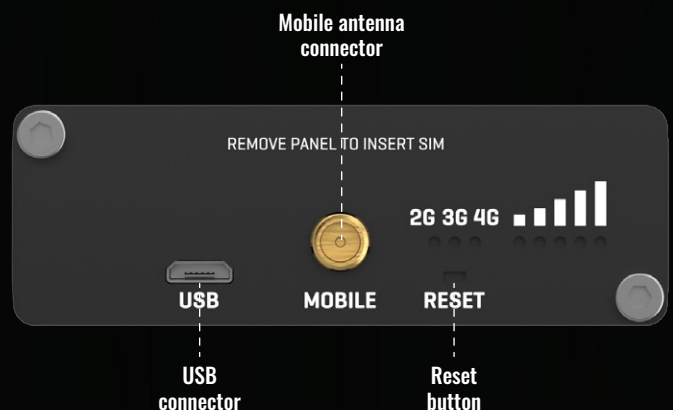 Mobile antenna
connector
REMOVE PANEL TO INSERT SIM
2G 3G 4G
USB
MOBILE
RESET
USB
connector
Reset
button